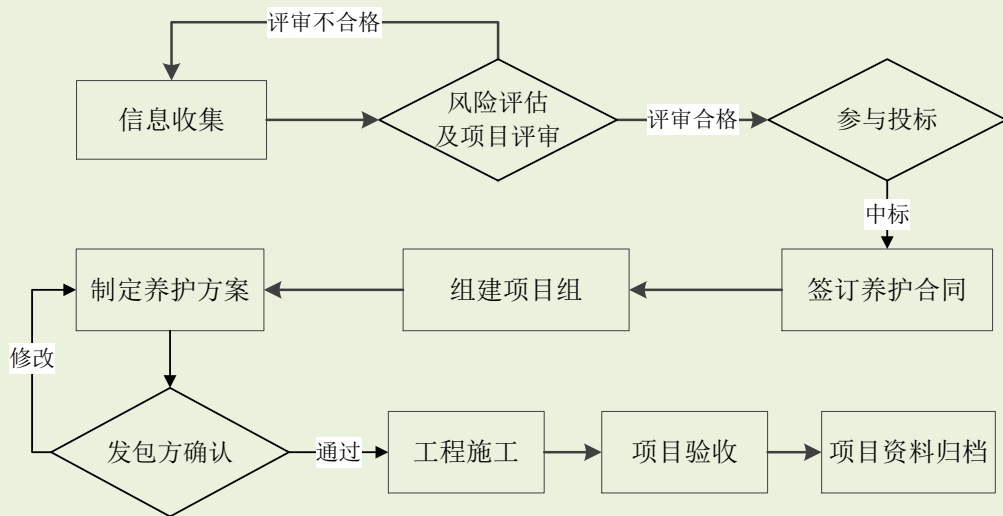 评审不合格
信息收集
风险评估
及项目评审
评审合格
参与投标
中标
制定养护方案
组建项目组
签订养护合同
修改
发包方确认
通过
工程施工
项目验收
项目资料归档